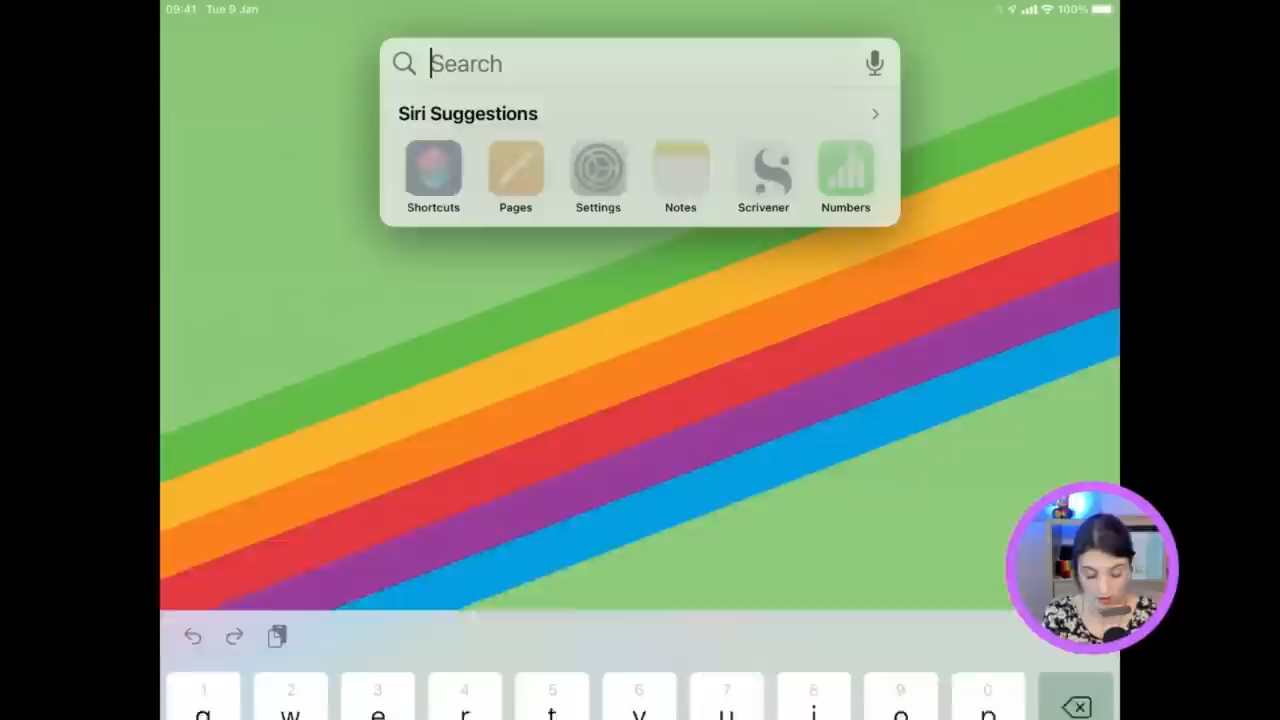 09:41 Tue 9 Jan 100%
Search
Siri Suggestions
Shortcuts Pages Settings Notes Scrivener Numbers
1 2 3 4 5 6 7 8 9 0
q w e r t y u i o p